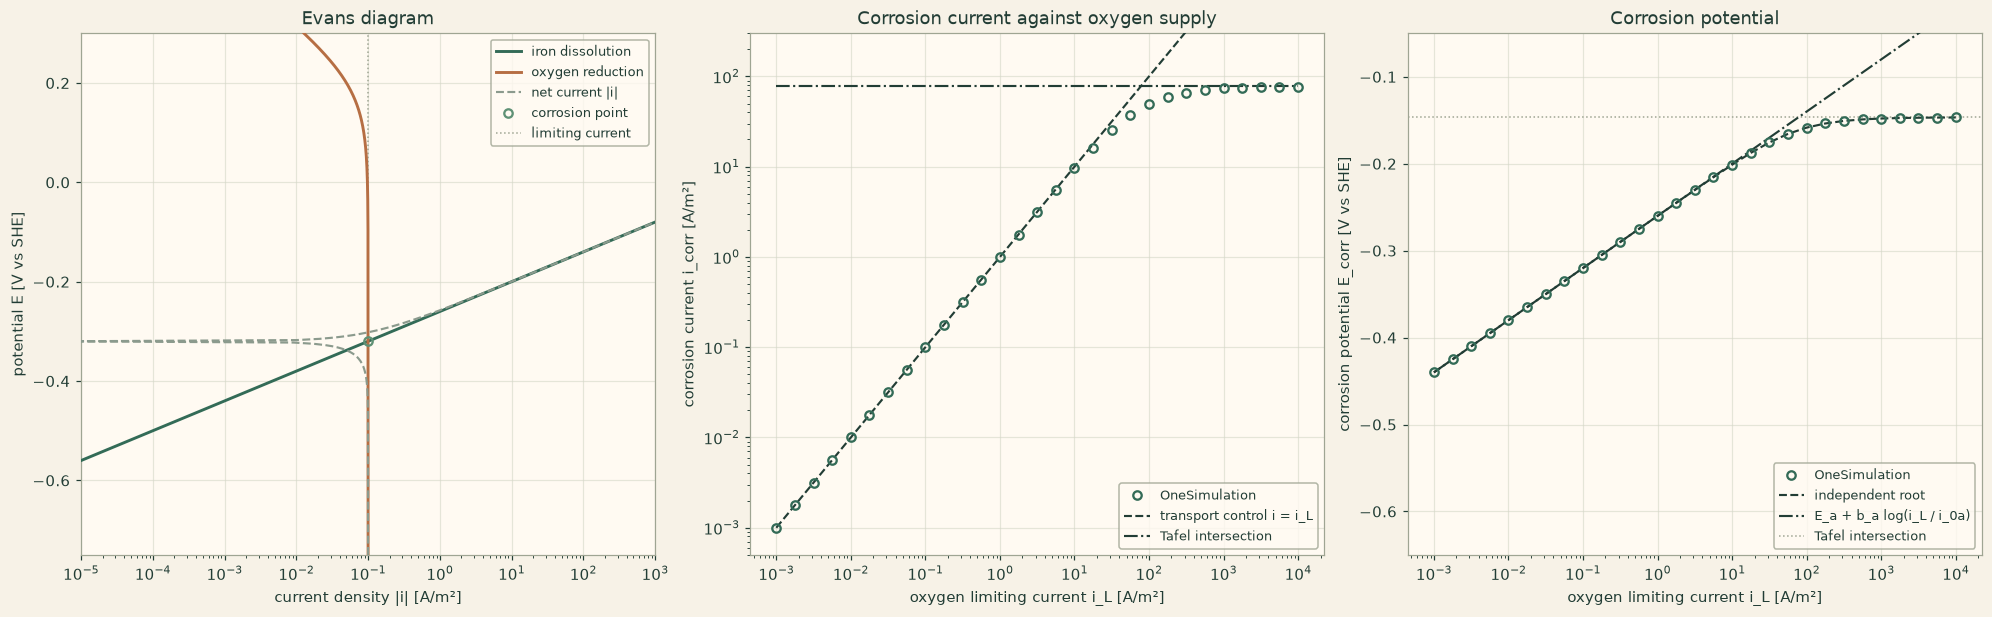 Evans diagram
potential E [V vs SHE]
0.2
0.0
−0.2
−0.4
−0.6
10⁻⁵ 10⁻⁴ 10⁻³ 10⁻² 10⁻¹ 10⁰ 10¹ 10² 10³
current density |i| [A/m²]
iron dissolution
oxygen reduction
net current |i|
corrosion point
limiting current
Corrosion current against oxygen supply
corrosion current i_corr [A/m²]
10²
10¹
10⁰
10⁻¹
10⁻²
10⁻³
10⁻³ 10⁻² 10⁻¹ 10⁰ 10¹ 10² 10³ 10⁴
oxygen limiting current i_L [A/m²]
OneSimulation
transport control i = i_L
Tafel intersection
Corrosion potential
corrosion potential E_corr [V vs SHE]
−0.1
−0.2
−0.3
−0.4
−0.5
−0.6
10⁻³ 10⁻² 10⁻¹ 10⁰ 10¹ 10² 10³ 10⁴
oxygen limiting current i_L [A/m²]
OneSimulation
independent root
E_a + b_a log(i_L / i_0a)
Tafel intersection